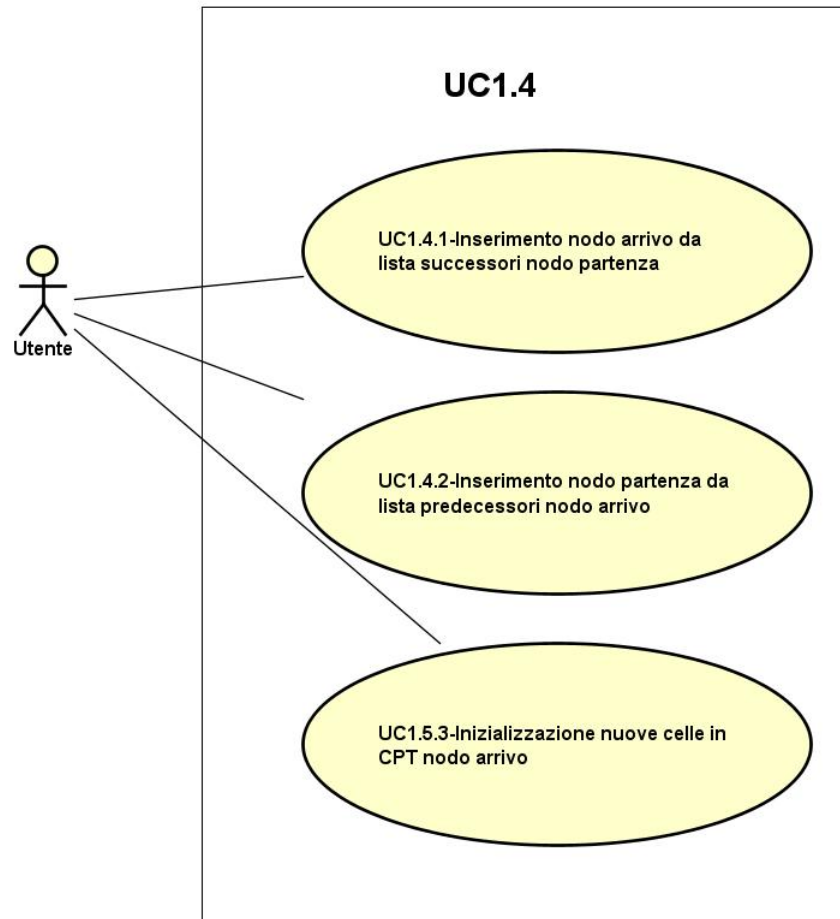 UC1.4
UC1.4.1-Inserimento nodo arrivo da
lista successori nodo partenza
Utente
UC1.4.2-Inserimento nodo partenza da
lista predecessori nodo arrivo
UC1.5.3-Inizializzazione nuove celle in
CPT nodo arrivo